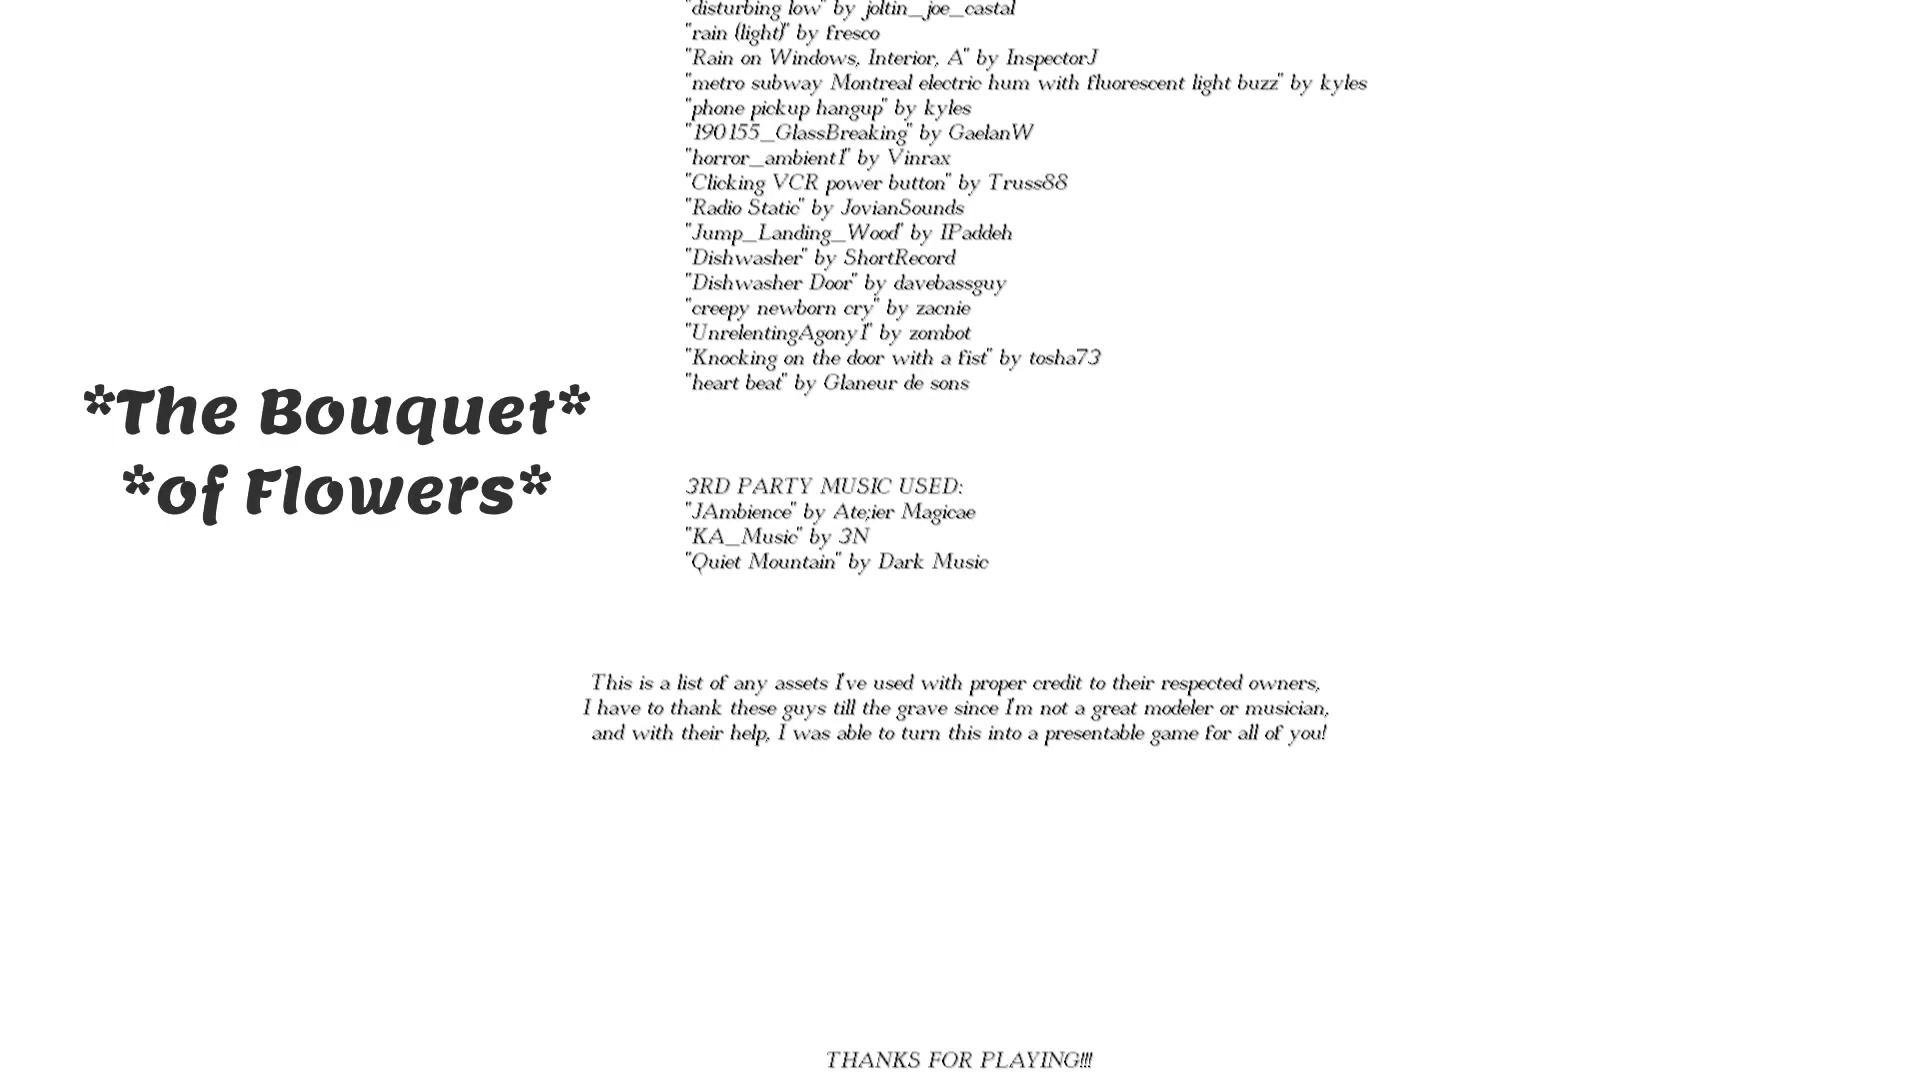 "disturbing low" by joltin_joe_castal
"rain (light)" by fresco
"Rain on Windows, Interior, A" by InspectorJ
"metro subway Montreal electric hum with fluorescent light buzz" by kyles
"phone pickup hangup" by kyles
"190155_GlassBreaking" by GaelanW
"horror_ambient1" by Vinrax
"Clicking VCR power button" by Truss88
"Radio Static" by JovianSounds
"Jump_Landing_Wood" by IPaddeh
"Dishwasher" by ShortRecord
"Dishwasher Door" by davebassguy
"creepy newborn cry" by zacnie
"UnrelentingAgony1" by zombot
"Knocking on the door with a fist" by tosha73
"heart beat" by Glaneur de sons
*The Bouquet*
*of Flowers*
3RD PARTY MUSIC USED:
"JAmbience" by Ate;ier Magicae
"KA_Music" by 3N
"Quiet Mountain" by Dark Music
This is a list of any assets I've used with proper credit to their respected owners,
I have to thank these guys till the grave since I'm not a great modeler or musician,
and with their help, I was able to turn this into a presentable game for all of you!
THANKS FOR PLAYING!!!